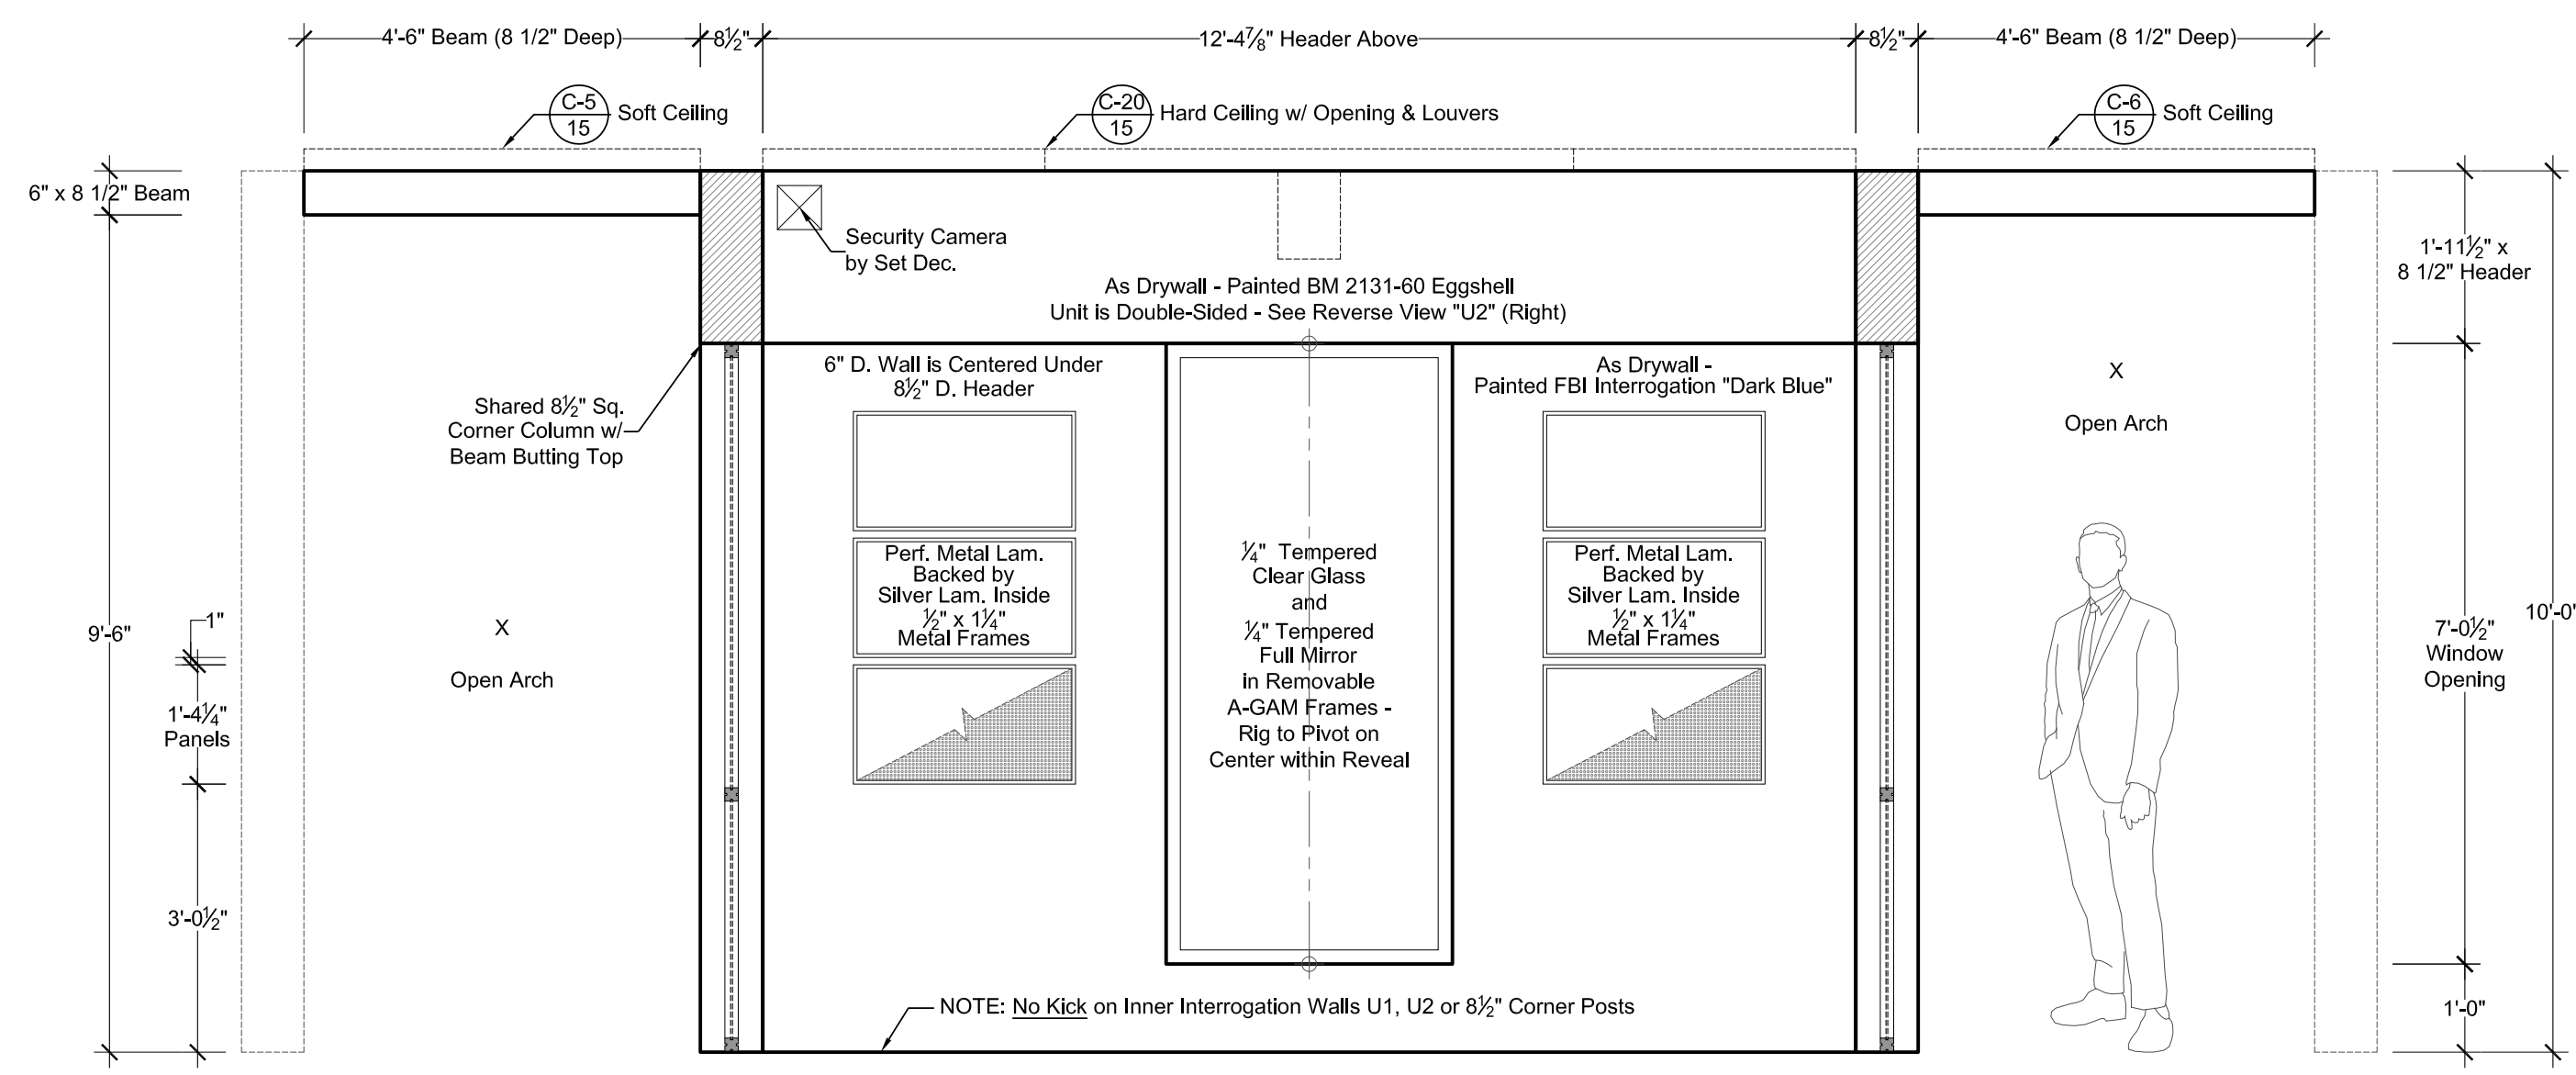 4'-6" Beam (8 1/2" Deep)
8½"
12'-4⅞" Header Above
8½"
4'-6" Beam (8 1/2" Deep)
C-5
15
Soft Ceiling
C-20
15
Hard Ceiling w/ Opening & Louvers
C-6
15
Soft Ceiling
6" x 8 1/2" Beam
Security Camera
by Set Dec.
1'-11½" x
8 1/2" Header
As Drywall - Painted BM 2131-60 Eggshell
Unit is Double-Sided - See Reverse View "U2" (Right)
6" D. Wall is Centered Under
8½" D. Header
As Drywall -
Painted FBI Interrogation "Dark Blue"
X
Open Arch
Shared 8½" Sq.
Corner Column w/
Beam Butting Top
Perf. Metal Lam.
Backed by
Silver Lam. Inside
½" x 1¼"
Metal Frames
¼" Tempered
Clear Glass
and
¼" Tempered
Full Mirror
in Removable
A-GAM Frames -
Rig to Pivot on
Center within Reveal
Perf. Metal Lam.
Backed by
Silver Lam. Inside
½" x 1¼"
Metal Frames
9'-6"
1"
X
Open Arch
7'-0½"
Window
Opening
10'-0"
1'-4¼"
Panels
3'-0½"
NOTE: No Kick on Inner Interrogation Walls U1, U2 or 8½" Corner Posts
1'-0"